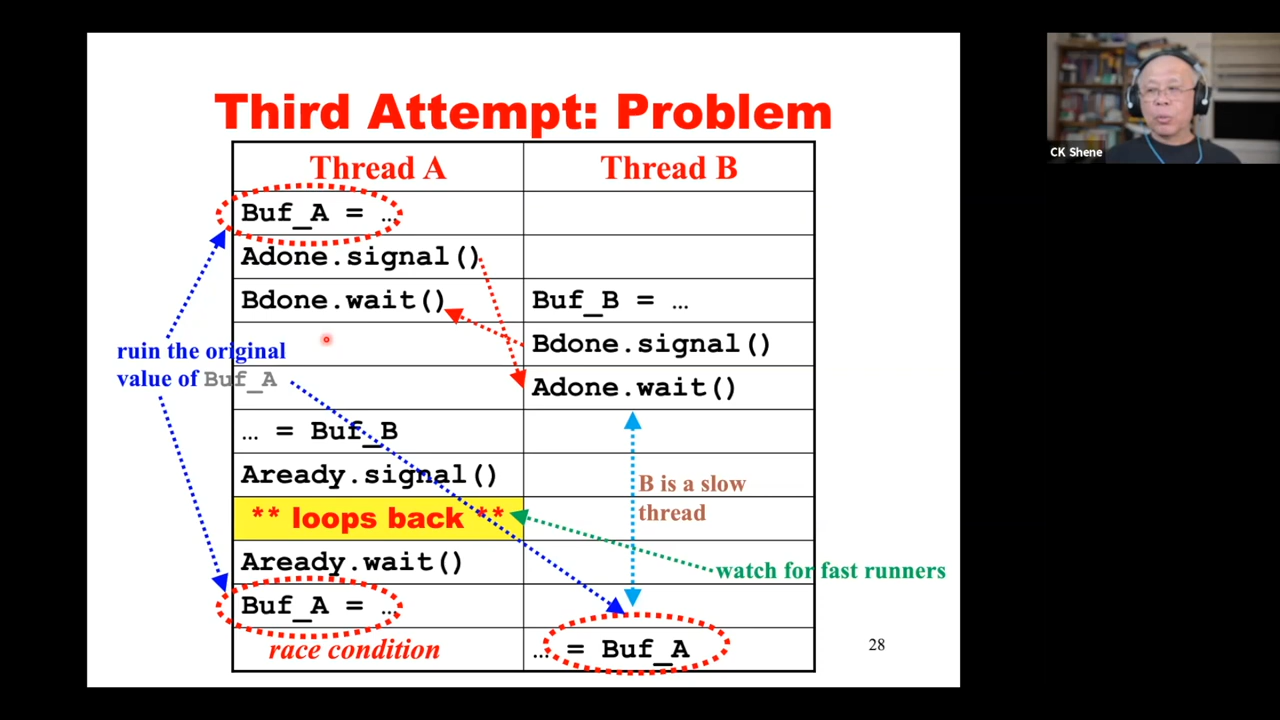 Third Attempt: Problem
Thread A Thread B
Buf_A = …
Adone.signal()
Bdone.wait() Buf_B = …
Bdone.signal()
Adone.wait()
… = Buf_B
Aready.signal()
** loops back **
Aready.wait()
Buf_A = …
race condition … = Buf_A
ruin the original
value of Buf_A
B is a slow
thread
watch for fast runners
28
CK Shene